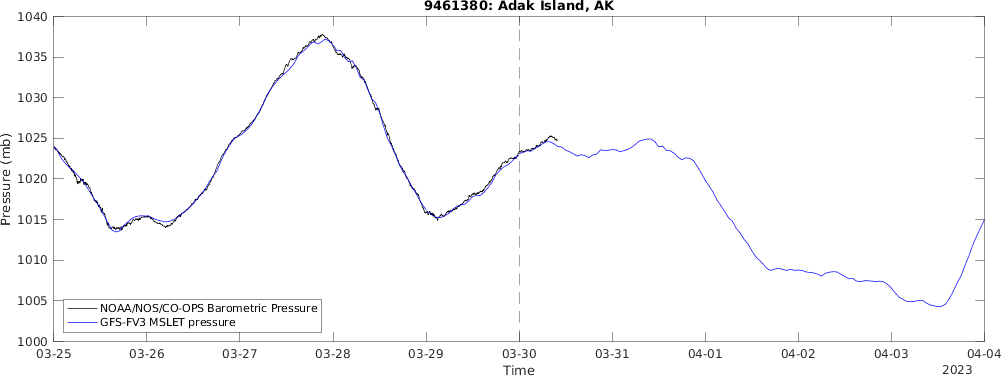 9461380: Adak Island, AK
1040
1035
1030
1025
1020
1015
1010
1005
1000
Pressure (mb)
NOAA/NOS/CO-OPS Barometric Pressure
GFS-FV3 MSLET pressure
03-25 03-26 03-27 03-28 03-29 03-30 03-31 04-01 04-02 04-03 04-04
Time
2023